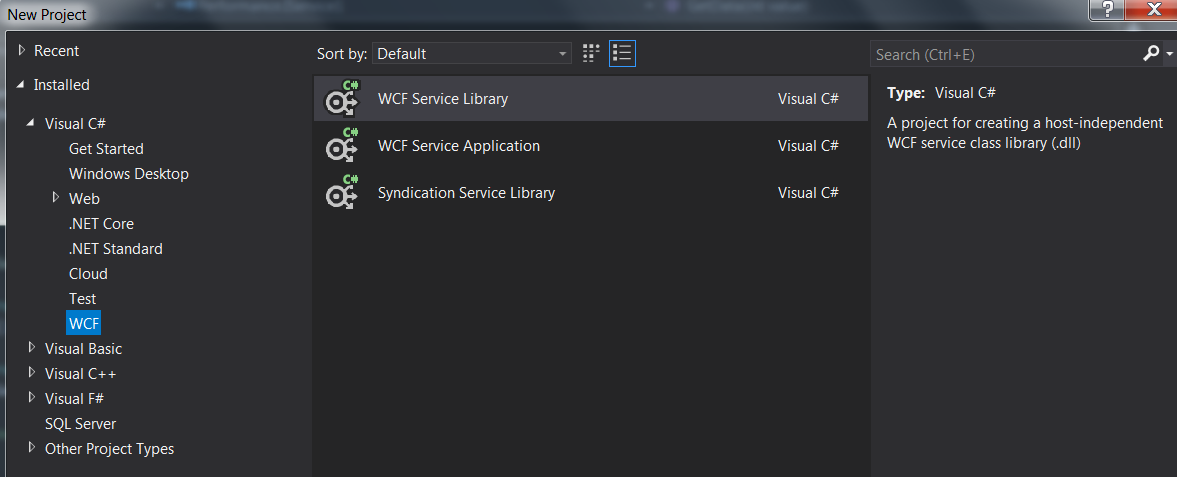 New Project
?
Recent
Installed
Visual C#
Get Started
Windows Desktop
Web
.NET Core
.NET Standard
Cloud
Test
WCF
Visual Basic
Visual C++
Visual F#
SQL Server
Other Project Types
Sort by: Default
C# WCF Service Library Visual C#
C# WCF Service Application Visual C#
C# Syndication Service Library Visual C#
Search (Ctrl+E)
Type: Visual C#
A project for creating a host-independent
WCF service class library (.dll)